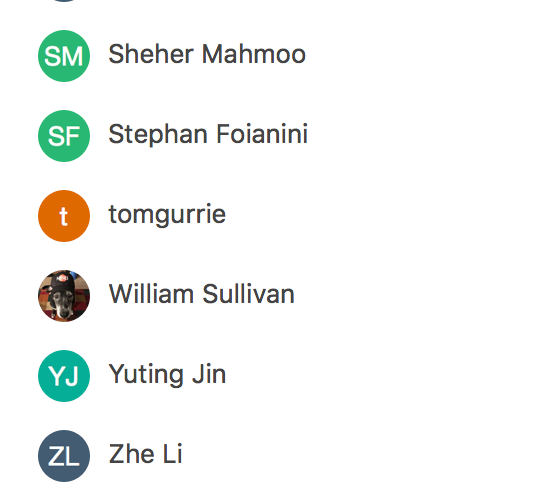 SM Sheher Mahmoo
SF Stephan Foianini
t tomgurrie
William Sullivan
YJ Yuting Jin
ZL Zhe Li